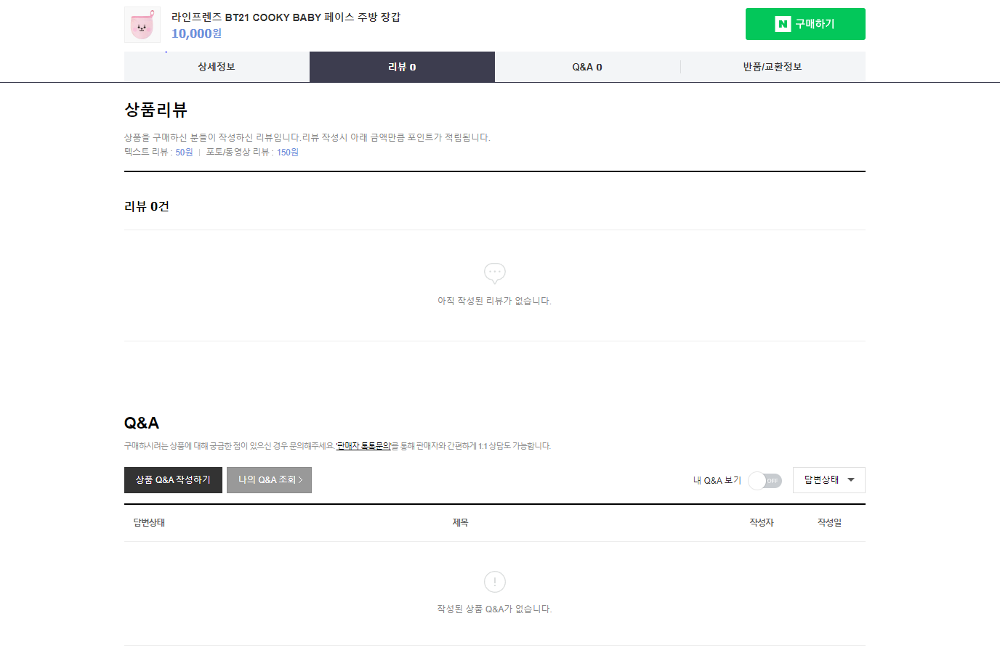 라인프렌즈 BT21 COOKY BABY 페이스 주방 장갑
10,000원
N 구매하기
상세정보
리뷰 0
Q&A 0
반품/교환정보
상품리뷰
상품을 구매하신 분들이 작성하신 리뷰입니다.리뷰 작성시 아래 금액만큼 포인트가 적립됩니다.
텍스트 리뷰 : 50원 | 포토/동영상 리뷰 : 150원
리뷰 0건
아직 작성된 리뷰가 없습니다.
Q&A
구매하시려는 상품에 대해 궁금한 점이 있으신 경우 문의해주세요. '판매자 톡톡문의'를 통해 판매자와 간편하게 1:1 상담도 가능합니다.
상품 Q&A 작성하기
나의 Q&A 조회 >
내 Q&A 보기 OFF
답변상태
답변상태 제목 작성자 작성일
작성된 상품 Q&A가 없습니다.